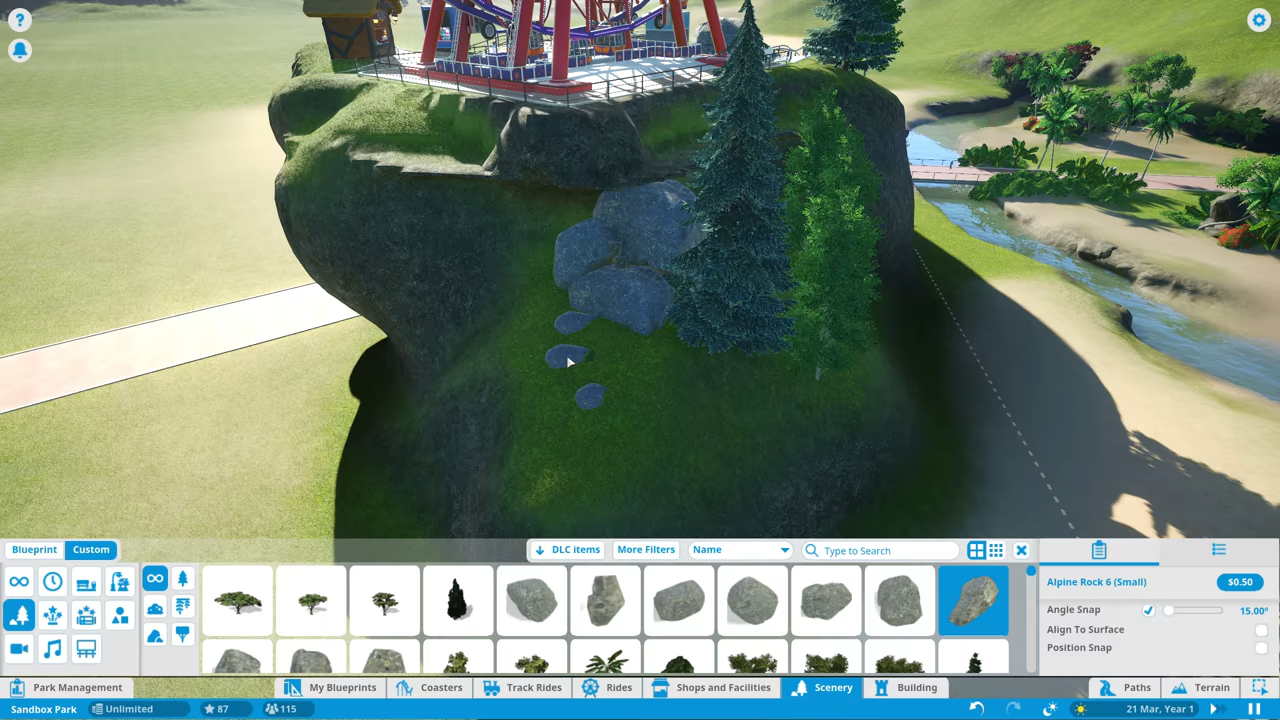 Blueprint
Custom
DLC items
More Filters
Name
Type to Search
Alpine Rock 6 (Small)
$0.50
Angle Snap
15.00°
Align To Surface
Position Snap
Park Management
My Blueprints
Coasters
Track Rides
Rides
Shops and Facilities
Scenery
Building
Paths
Terrain
Sandbox Park
Unlimited
87
115
21 Mar, Year 1